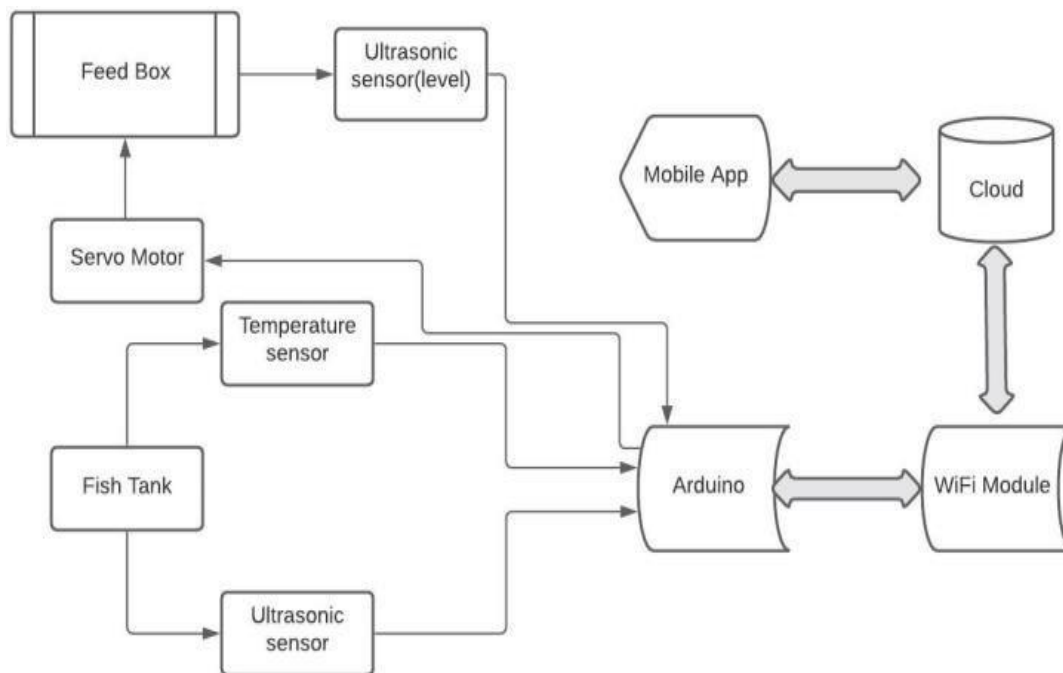 Feed Box
Ultrasonic
sensor(level)
Mobile App
Cloud
Servo Motor
Temperature
sensor
Fish Tank
Arduino
WiFi Module
Ultrasonic
sensor